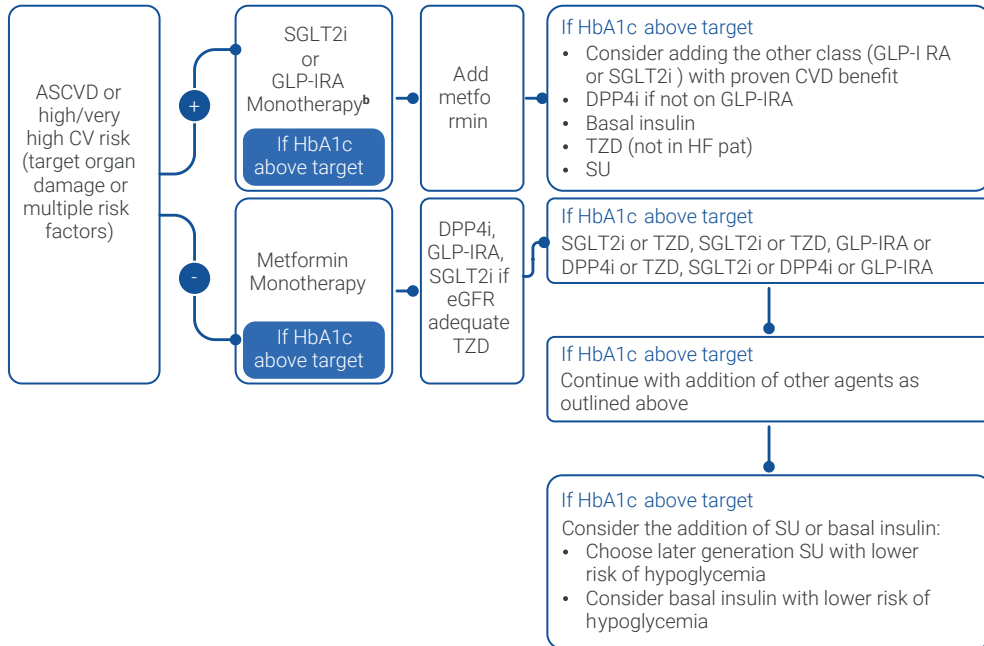 ASCVD or
high/very
high CV risk
(target organ
damage or
multiple risk
factors)
+
-
SGLT2i
or
GLP-IRA
Monotherapyb
If HbA1c
above target
Add
metfo
rmin
If HbA1c above target
• Consider adding the other class (GLP-I RA
or SGLT2i ) with proven CVD benefit
• DPP4i if not on GLP-IRA
• Basal insulin
• TZD (not in HF pat)
• SU
Metformin
Monotherapy
If HbA1c
above target
DPP4i,
GLP-IRA,
SGLT2i if
eGFR
adequate
TZD
If HbA1c above target
SGLT2i or TZD, SGLT2i or TZD, GLP-IRA or
DPP4i or TZD, SGLT2i or DPP4i or GLP-IRA
If HbA1c above target
Continue with addition of other agents as
outlined above
If HbA1c above target
Consider the addition of SU or basal insulin:
• Choose later generation SU with lower
risk of hypoglycemia
• Consider basal insulin with lower risk of
hypoglycemia